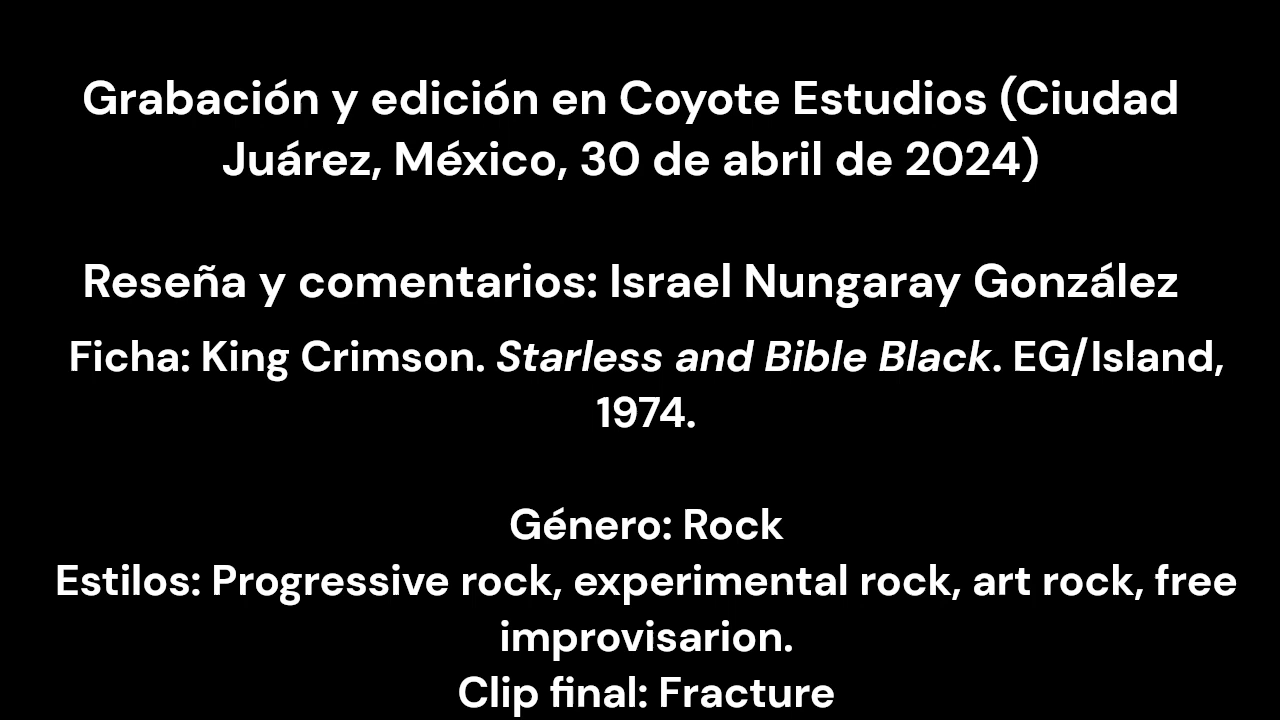 Grabación y edición en Coyote Estudios (Ciudad
Juárez, México, 30 de abril de 2024)
Reseña y comentarios: Israel Nungaray González
Ficha: King Crimson. Starless and Bible Black. EG/Island,
1974.
Género: Rock
Estilos: Progressive rock, experimental rock, art rock, free
improvisarion.
Clip final: Fracture